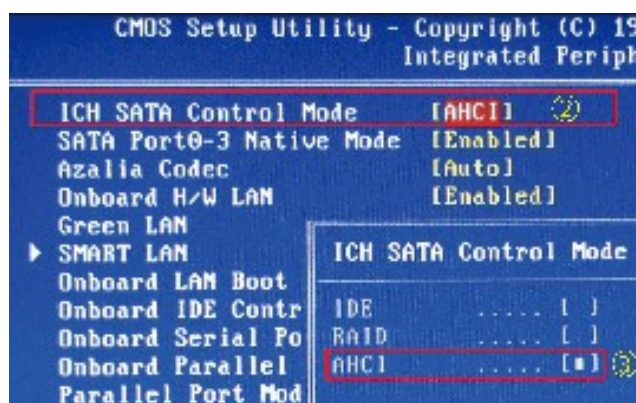 CMOS Setup Utility - Copyright (C) 19
Integrated Periph
ICH SATA Control Mode [AHCI] ②
SATA Port0-3 Native Mode [Enabled]
Azalia Codec [Auto]
Onboard H/W LAN [Enabled]
Green LAN
▶ SMART LAN
Onboard LAN Boot
Onboard IDE Contr
Onboard Serial Po
Onboard Parallel
Parallel Port Mod
ICH SATA Control Mode
IDE ..... [ ]
RAID ..... [ ]
AHCI ..... [■] ③